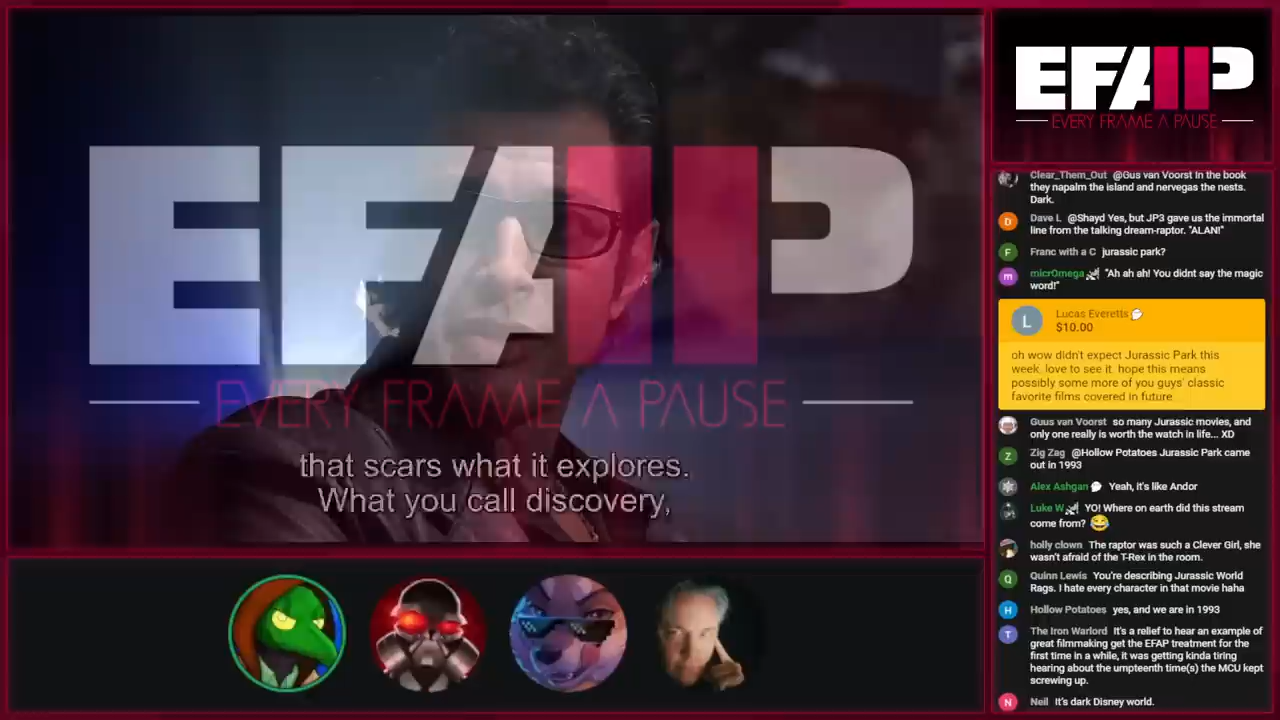 EFAP
EVERY FRAME A PAUSE
that scars what it explores.
What you call discovery,
EFAP
EVERY FRAME A PAUSE
Clear_Them_Out @Gus van Voorst In the book
they napalm the island and nervegas the nests.
Dark.
D
Dave L @Shayd Yes, but JP3 gave us the immortal
line from the talking dream-raptor. "ALAN!"
F
Franc with a C jurassic park?
m
micrOmega "Ah ah ah! You didnt say the magic
word!"
L
Lucas Everetts
$10.00
oh wow didn't expect Jurassic Park this
week. love to see it. hope this means
possibly some more of you guys' classic
favorite films covered in future
Guus van Voorst so many Jurassic movies, and
only one really is worth the watch in life... XD
Z
Zig Zag @Hollow Potatoes Jurassic Park came
out in 1993
Alex Ashgan Yeah, it's like Andor
Luke W YO! Where on earth did this stream
come from? 😂
holly clown The raptor was such a Clever Girl, she
wasn't afraid of the T-Rex in the room.
Q
Quinn Lewis You're describing Jurassic World
Rags. I hate every character in that movie haha
H
Hollow Potatoes yes, and we are in 1993
T
The Iron Warlord It's a relief to hear an example of
great filmmaking get the EFAP treatment for the
first time in a while, it was getting kinda tiring
hearing about the umpteenth time(s) the MCU kept
screwing up.
N
Neil It's dark Disney world.